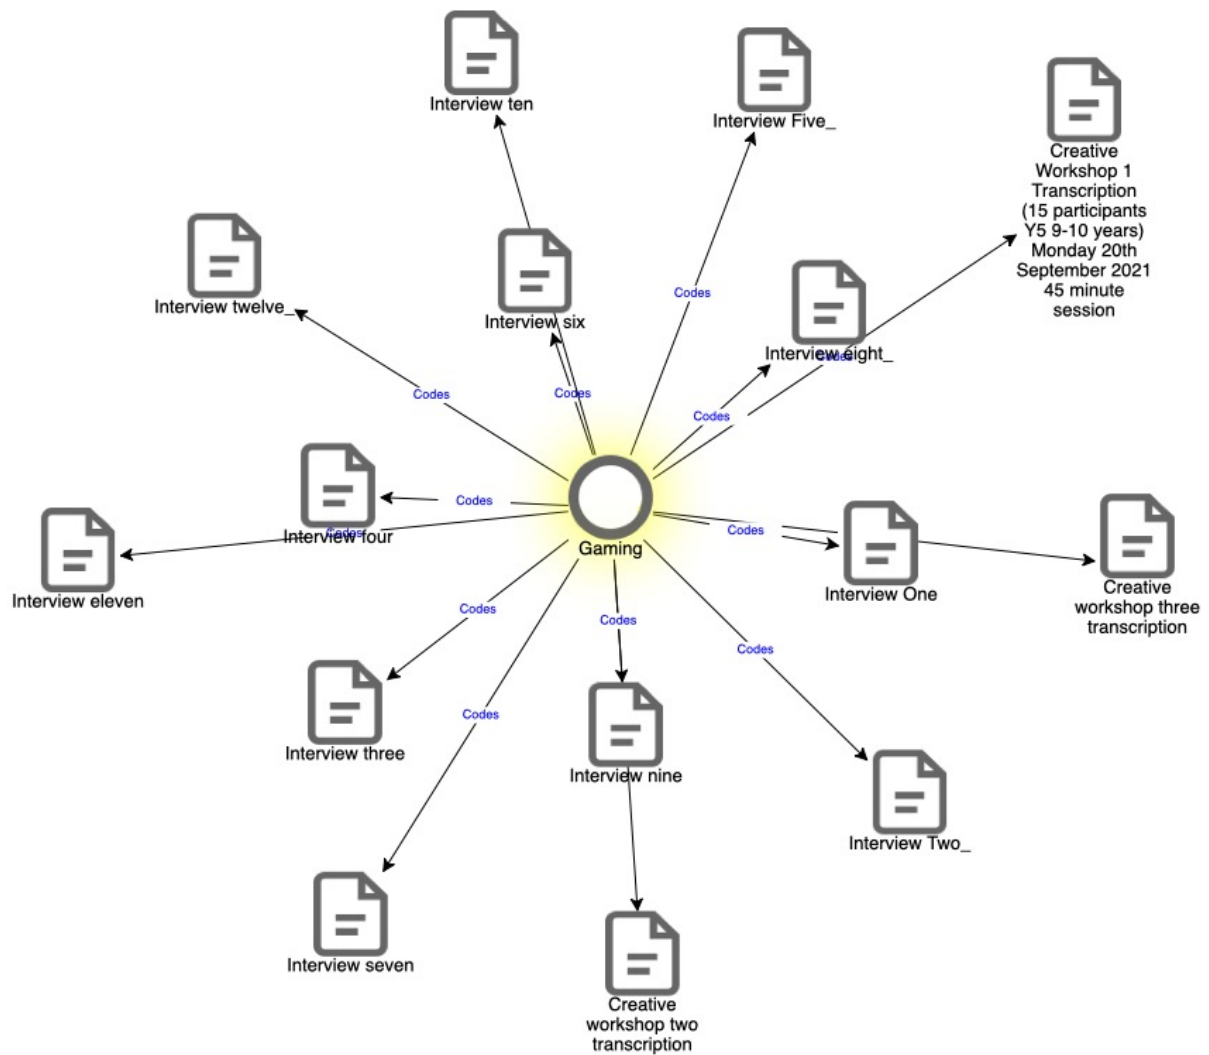 Interview ten
Interview Five_
Creative
Workshop 1
Transcription
(15 participants
Y5 9-10 years)
Monday 20th
September 2021
45 minute
session
Interview twelve_
Interview six
Codes
Interview eight_
Codes
Codes
Codes
Codes
Codes
Interview four
Codes
Codes
Interview One
Gaming
Interview eleven
Creative
workshop three
transcription
Codes
Codes
Codes
Interview three
Codes
Interview nine
Interview Two_
Interview seven
Creative
workshop two
transcription